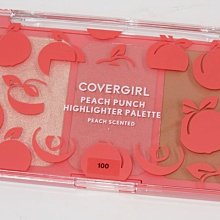 COVERGIRL
PEACH PUNCH
HIGHLIGHTER PALETTE
PEACH SCENTED
100